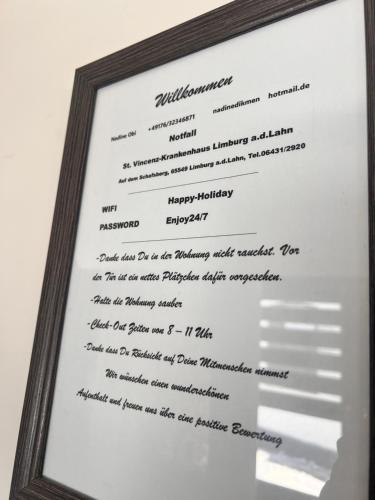 Willkommen
Nadine Obi +49176/32346871 nadinedikmen hotmail.de
Notfall
St. Vincenz-Krankenhaus Limburg a.d.Lahn
Auf dem Schafsberg, 65549 Limburg a.d.Lahn, Tel.06431/2920
WIFI Happy-Holiday
PASSWORD Enjoy24/7
-Danke dass Du in der Wohnung nicht rauchst. Vor
der Tür ist ein nettes Plätzchen dafür vorgesehen.
-Halte die Wohnung sauber
-Check-Out Zeiten von 8 – 11 Uhr
-Danke dass Du Rücksicht auf Deine Mitmenschen nimmst
Wir wünschen einen wunderschönen
Aufenthalt und freuen uns über eine positive Bewertung